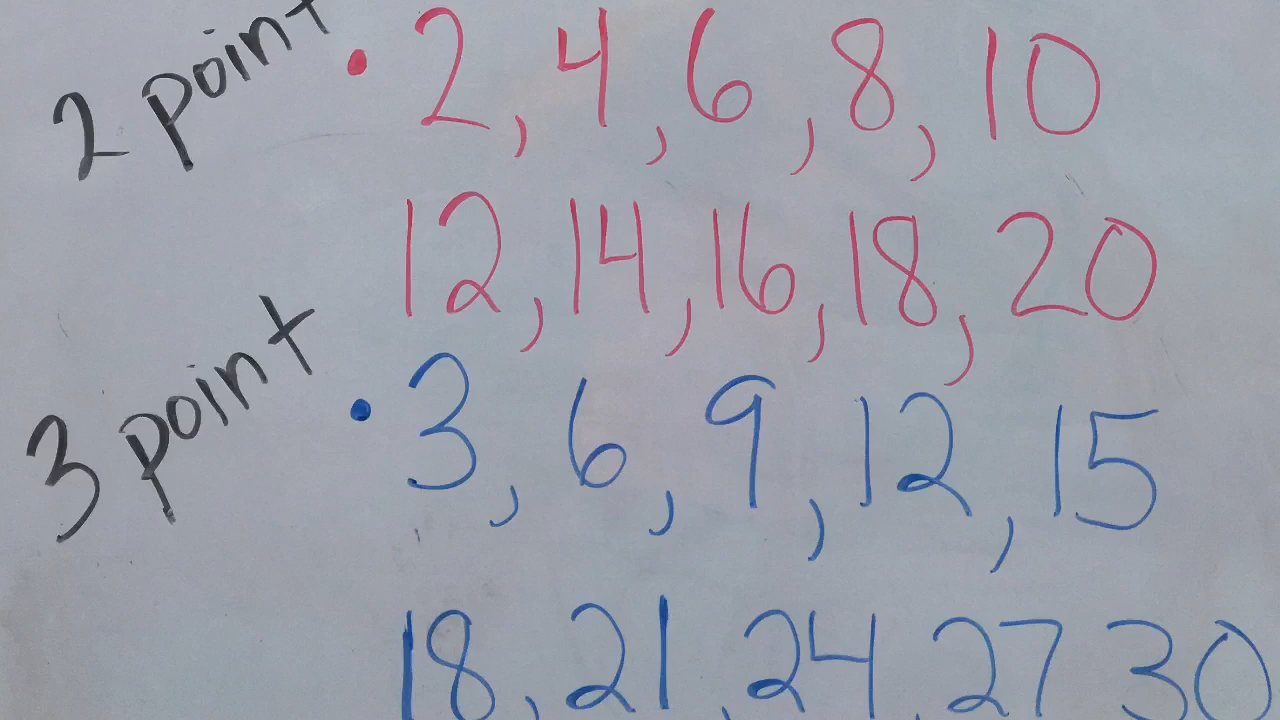 2 point • 2, 4, 6, 8, 10
12, 14, 16, 18, 20
3 point • 3, 6, 9, 12, 15
18, 21, 24, 27 30